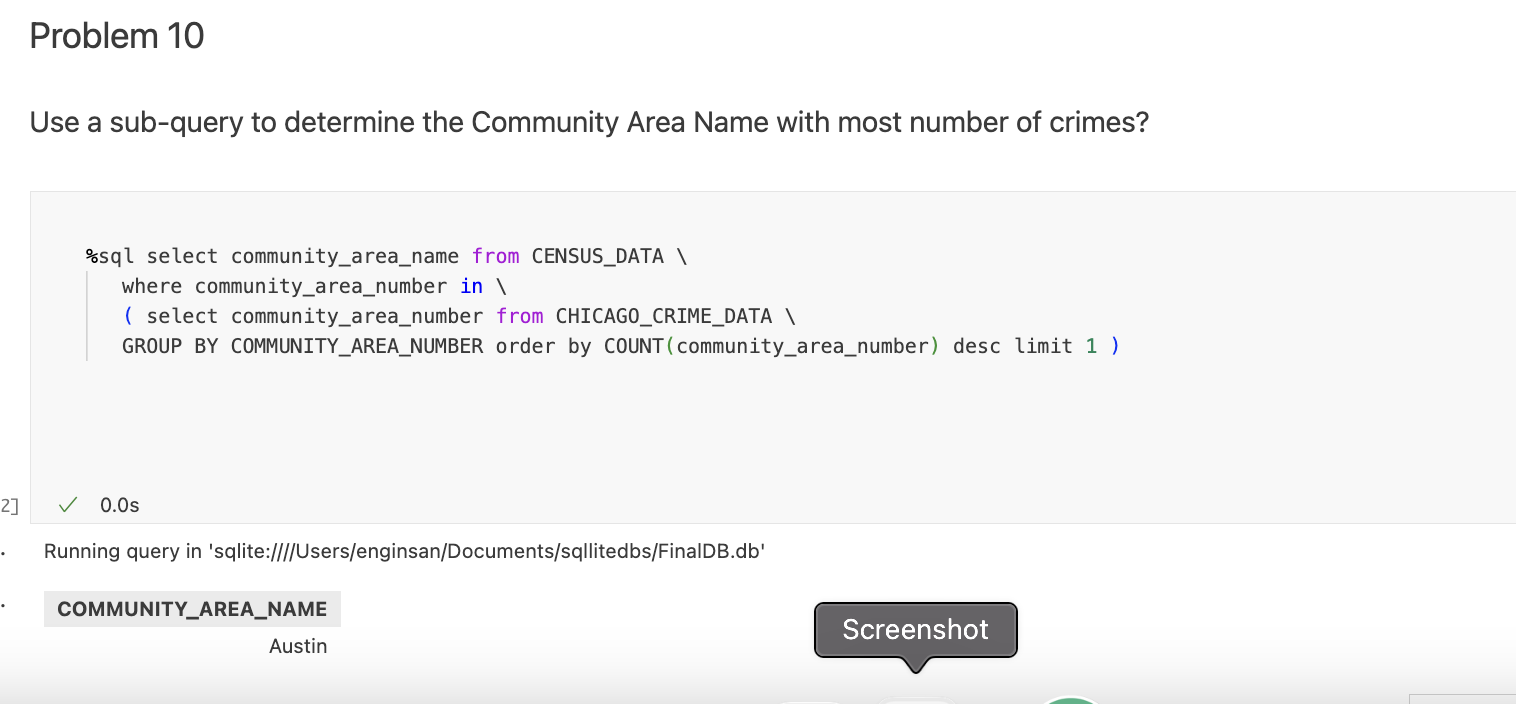 Problem 10
Use a sub-query to determine the Community Area Name with most number of crimes?
%sql select community_area_name from CENSUS_DATA \
where community_area_number in \
( select community_area_number from CHICAGO_CRIME_DATA \
GROUP BY COMMUNITY_AREA_NUMBER order by COUNT(community_area_number) desc limit 1 )
2] ✓ 0.0s
Running query in 'sqlite:////Users/enginsan/Documents/sqllitedbs/FinalDB.db'
COMMUNITY_AREA_NAME
Austin
Screenshot